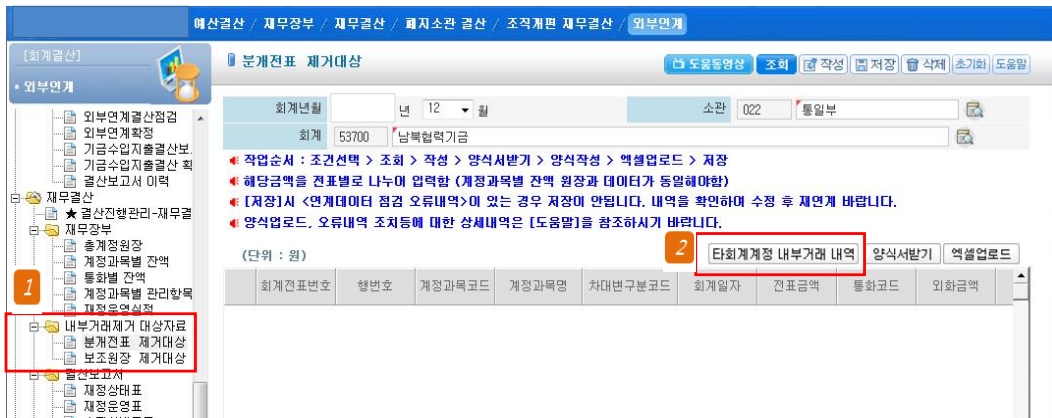 예산결산 / 재무장부 / 재무결산 / 폐지소관 결산 / 조직개편 재무결산 / 외부연계
[회계결산]
• 외부연계
외부연계결산점검
외부연계확정
기금수입지출결산보
기금수입지출결산 확
결산보고서 이력
재무결산
★ 결산진행관리-재무결
재무장부
총계정원장
계정과목별 잔액
통화별 잔액
계정과목별 관리항목
재정운영실적
1
내부거래제거 대상자료
분개전표 제거대상
보조원장 제거대상
결산보고서
재정상태표
재정운영표
분개전표 제거대상
도움동영상 조회 작성 저장 삭제 초기화 도움말
회계년월 년 12 월 소관 022 통일부
회계 53700 남북협력기금
작업순서 : 조건선택 > 조회 > 작성 > 양식서받기 > 양식작성 > 엑셀업로드 > 저장
해당금액을 전표별로 나누어 입력함 (계정과목별 잔액 원장과 데이터가 동일해야함)
[저장]시 <연계데이터 점검 오류내역>이 있는 경우 저장이 안됩니다. 내역을 확인하여 수정 후 재연계 바랍니다.
양식업로드, 오류내역 조치등에 대한 상세내역은 [도움말]을 참조하시기 바랍니다.
(단위 : 원) 2 타회계계정 내부거래 내역 양식서받기 엑셀업로드
회계전표번호 행번호 계정과목코드 계정과목명 차대변구분코드 회계일자 전표금액 통화코드 외화금액